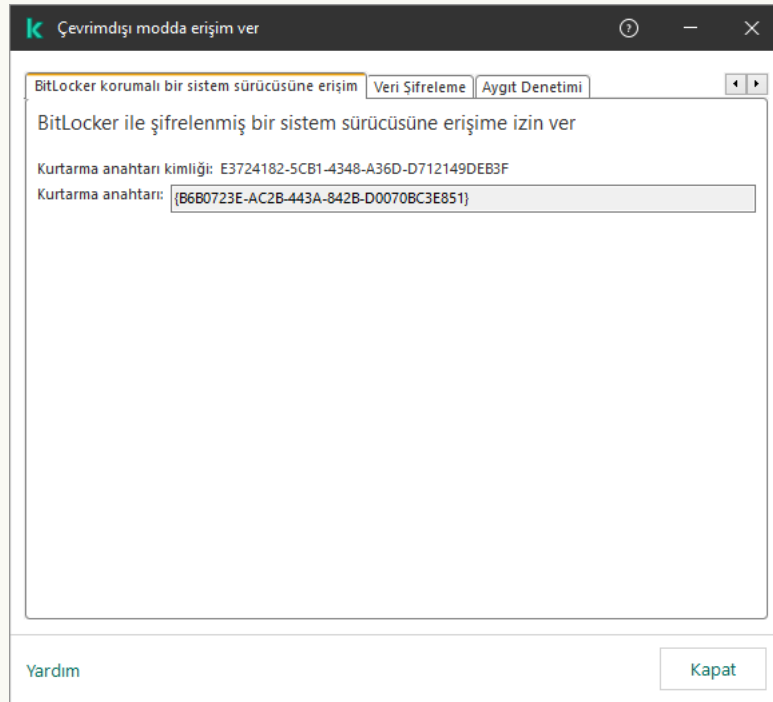 Çevrimdışı modda erişim ver
BitLocker korumalı bir sistem sürücüsüne erişim Veri Şifreleme Aygıt Denetimi
BitLocker ile şifrelenmiş bir sistem sürücüsüne erişime izin ver
Kurtarma anahtarı kimliği: E3724182-5CB1-4348-A36D-D712149DEB3F
Kurtarma anahtarı: {B6B0723E-AC2B-443A-842B-D0070BC3E851}
Yardım Kapat